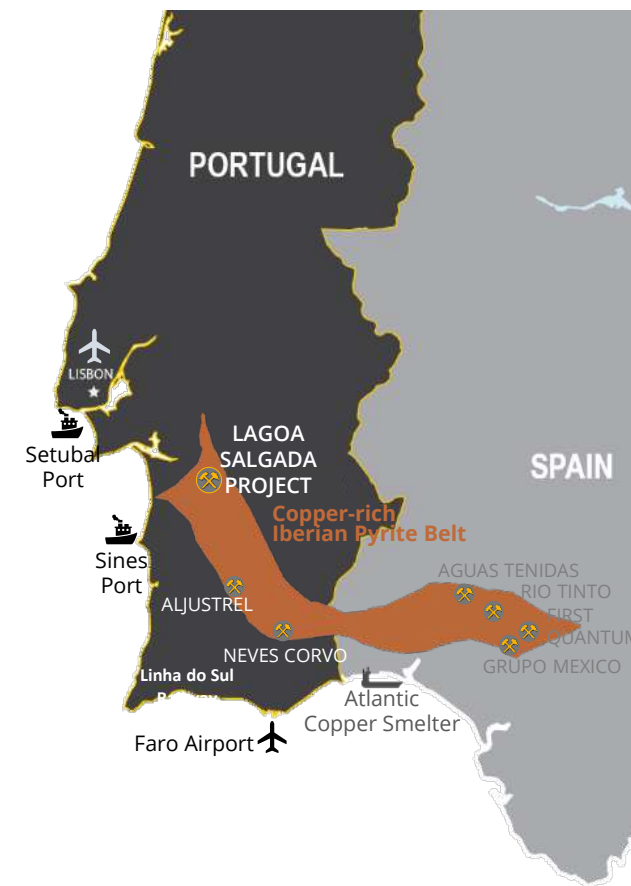 PORTUGAL
LISBON
Setubal
Port
LAGOA
SALGADA
PROJECT
SPAIN
Copper-rich
Iberian Pyrite Belt
Sines
Port
AGUAS TENIDAS
RIO TINTO
ALJUSTREL
FIRST
QUANTUM
NEVES CORVO
GRUPO MEXICO
Linha do Sul
Atlantic
Copper Smelter
Faro Airport